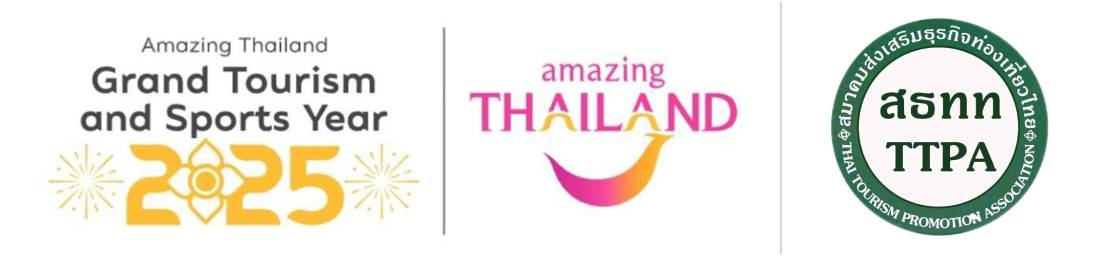 Amazing Thailand
Grand Tourism
and Sports Year
2025
amazing
THAILAND
สมาคมส่งเสริมธุรกิจท่องเที่ยวไทย
สธทท
TTPA
THAI TOURISM PROMOTION ASSOCIATION